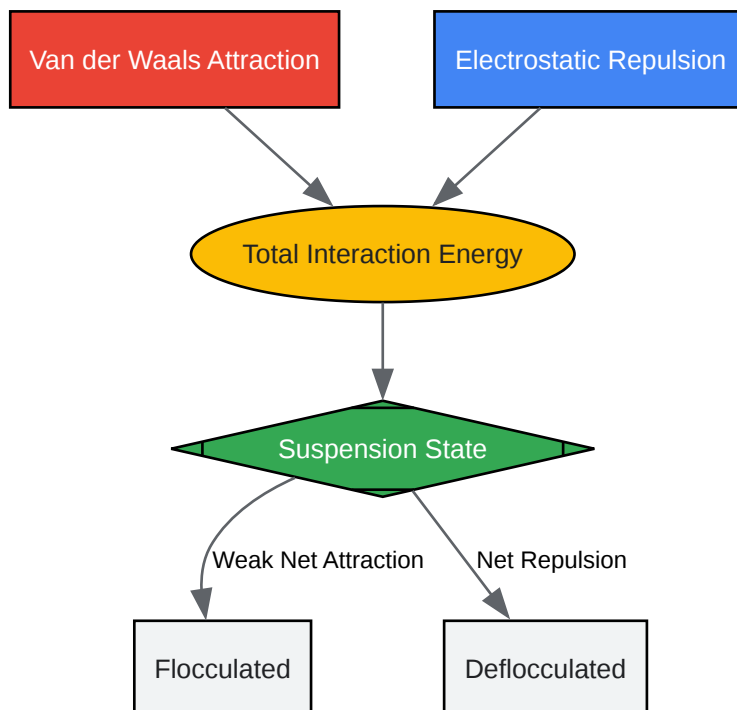 Van der Waals Attraction
Electrostatic Repulsion
Total Interaction Energy
Suspension State
Weak Net Attraction
Net Repulsion
Flocculated
Deflocculated